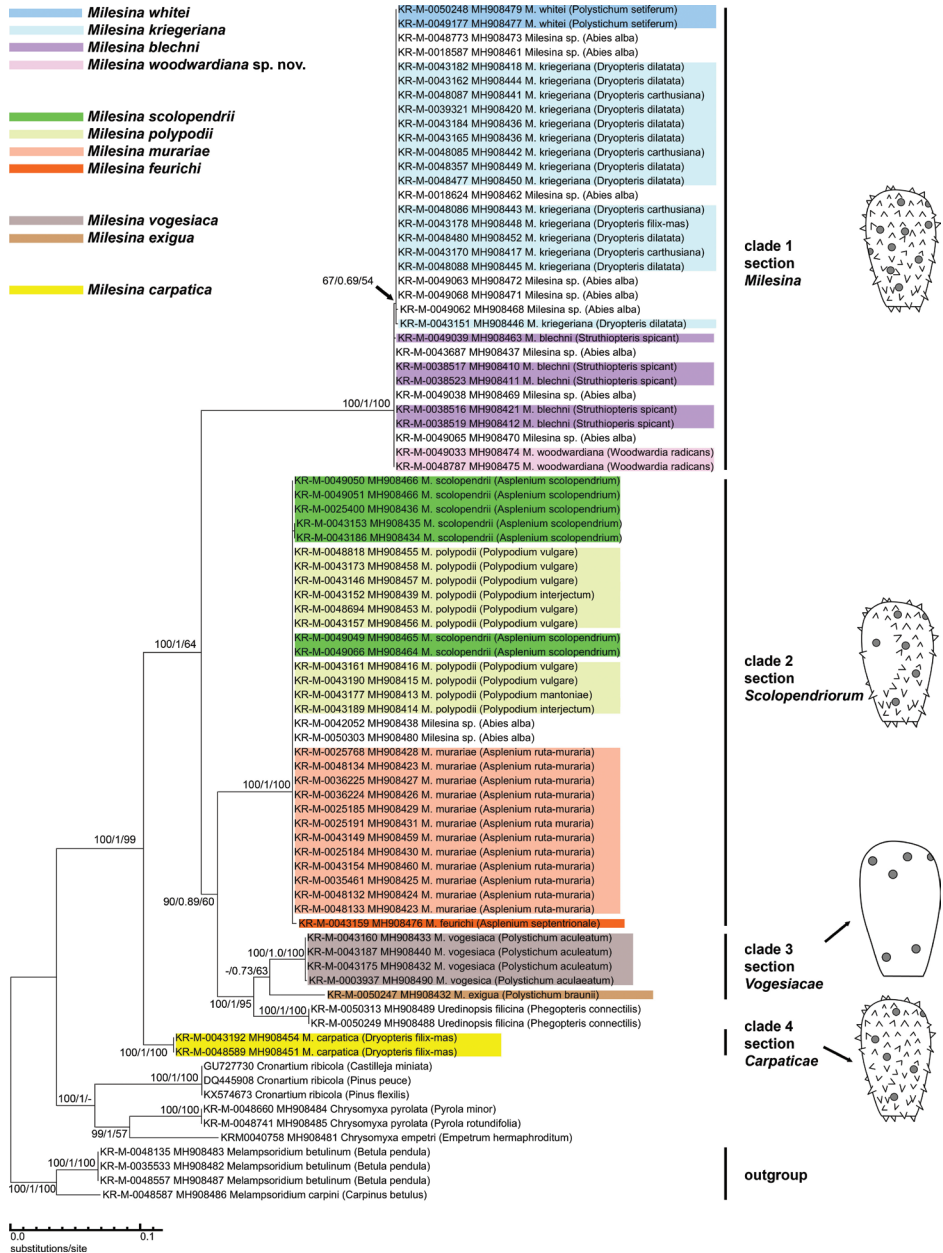 Milesina whitei
Milesina kriegeriana
Milesina blechni
Milesina woodwardiana sp. nov.
Milesina scolopendrii
Milesina polypodii
Milesina murariae
Milesina feurichi
Milesina vogesiaca
Milesina exigua
Milesina carpatica
KR-M-0050248 MH908479 M. whitei (Polystichum setiferum)
KR-M-0049177 MH908477 M. whitei (Polystichum setiferum)
KR-M-0048773 MH908473 Milesina sp. (Abies alba)
KR-M-0018587 MH908461 Milesina sp. (Abies alba)
KR-M-0043182 MH908418 M. kriegeriana (Dryopteris dilatata)
KR-M-0043162 MH908444 M. kriegeriana (Dryopteris dilatata)
KR-M-0048087 MH908441 M. kriegeriana (Dryopteris carthusiana)
KR-M-0039321 MH908420 M. kriegeriana (Dryopteris dilatata)
KR-M-0043184 MH908436 M. kriegeriana (Dryopteris dilatata)
KR-M-0043165 MH908436 M. kriegeriana (Dryopteris dilatata)
KR-M-0048085 MH908442 M. kriegeriana (Dryopteris carthusiana)
KR-M-0048357 MH908449 M. kriegeriana (Dryopteris dilatata)
KR-M-0048477 MH908450 M. kriegeriana (Dryopteris dilatata)
KR-M-0018624 MH908462 Milesina sp. (Abies alba)
KR-M-0048086 MH908443 M. kriegeriana (Dryopteris carthusiana)
KR-M-0043178 MH908448 M. kriegeriana (Dryopteris filix-mas)
KR-M-0048480 MH908452 M. kriegeriana (Dryopteris dilatata)
KR-M-0043170 MH908417 M. kriegeriana (Dryopteris carthusiana)
KR-M-0048088 MH908445 M. kriegeriana (Dryopteris dilatata)
KR-M-0049063 MH908472 Milesina sp. (Abies alba)
KR-M-0049068 MH908471 Milesina sp. (Abies alba)
KR-M-0049062 MH908468 Milesina sp. (Abies alba)
KR-M-0043151 MH908446 M. kriegeriana (Dryopteris dilatata)
KR-M-0049039 MH908463 M. blechni (Struthiopteris spicant)
KR-M-0043687 MH908437 Milesina sp. (Abies alba)
KR-M-0038517 MH908410 M. blechni (Struthiopteris spicant)
KR-M-0038523 MH908411 M. blechni (Struthiopteris spicant)
KR-M-0049038 MH908469 Milesina sp. (Abies alba)
KR-M-0038516 MH908421 M. blechni (Struthiopteris spicant)
KR-M-0038519 MH908412 M. blechni (Struthioperis spicant)
KR-M-0049065 MH908470 Milesina sp. (Abies alba)
KR-M-0049033 MH908474 M. woodwardiana (Woodwardia radicans)
KR-M-0048787 MH908475 M. woodwardiana (Woodwardia radicans)
67/0.69/54
100/1/100
clade 1
section
Milesina
KR-M-0049050 MH908466 M. scolopendrii (Asplenium scolopendrium)
KR-M-0049051 MH908466 M. scolopendrii (Asplenium scolopendrium)
KR-M-0025400 MH908436 M. scolopendrii (Asplenium scolopendrium)
KR-M-0043153 MH908435 M. scolopendrii (Asplenium scolopendrium)
KR-M-0043186 MH908434 M. scolopendrii (Asplenium scolopendrium)
KR-M-0048818 MH908455 M. polypodii (Polypodium vulgare)
KR-M-0043173 MH908458 M. polypodii (Polypodium vulgare)
KR-M-0043146 MH908457 M. polypodii (Polypodium vulgare)
KR-M-0043152 MH908439 M. polypodii (Polypodium interjectum)
KR-M-0048694 MH908453 M. polypodii (Polypodium vulgare)
KR-M-0043157 MH908456 M. polypodii (Polypodium vulgare)
KR-M-0049049 MH908465 M. scolopendrii (Asplenium scolopendrium)
KR-M-0049066 MH908464 M. scolopendrii (Asplenium scolopendrium)
KR-M-0043161 MH908416 M. polypodii (Polypodium vulgare)
KR-M-0043190 MH908415 M. polypodii (Polypodium vulgare)
KR-M-0043177 MH908413 M. polypodii (Polypodium mantoniae)
KR-M-0043189 MH908414 M. polypodii (Polypodium interjectum)
KR-M-0042052 MH908438 Milesina sp. (Abies alba)
KR-M-0050303 MH908480 Milesina sp. (Abies alba)
KR-M-0025768 MH908428 M. murariae (Asplenium ruta-muraria)
KR-M-0048134 MH908423 M. murariae (Asplenium ruta-muraria)
KR-M-0036225 MH908427 M. murariae (Asplenium ruta-muraria)
KR-M-0036224 MH908426 M. murariae (Asplenium ruta-muraria)
KR-M-0025185 MH908429 M. murariae (Asplenium ruta-muraria)
KR-M-0025191 MH908431 M. murariae (Asplenium ruta-muraria)
KR-M-0043149 MH908459 M. murariae (Asplenium ruta-muraria)
KR-M-0025184 MH908430 M. murariae (Asplenium ruta-muraria)
KR-M-0043154 MH908460 M. murariae (Asplenium ruta-muraria)
KR-M-0035461 MH908425 M. murariae (Asplenium ruta-muraria)
KR-M-0048132 MH908424 M. murariae (Asplenium ruta-muraria)
KR-M-0048133 MH908423 M. murariae (Asplenium ruta-muraria)
KR-M-0043159 MH908476 M. feurichi (Asplenium septentrionale)
100/1/64
100/1/100
100/1/99
90/0.89/60
clade 2
section
Scolopendriorum
KR-M-0043160 MH908433 M. vogesiaca (Polystichum aculeatum)
KR-M-0043187 MH908440 M. vogesiaca (Polystichum aculeatum)
KR-M-0043175 MH908432 M. vogesiaca (Polystichum aculeatum)
KR-M-0003937 MH908490 M. vogesiaca (Polystichum aculeatum)
KR-M-0050247 MH908432 M. exigua (Polystichum braunii)
KR-M-0050313 MH908489 Uredinopsis filicina (Phegopteris connectilis)
KR-M-0050249 MH908488 Uredinopsis filicina (Phegopteris connectilis)
100/1.0/100
-/0.73/63
100/1/95
100/1/100
clade 3
section
Vogesiacae
KR-M-0043192 MH908454 M. carpatica (Dryopteris filix-mas)
KR-M-0048589 MH908451 M. carpatica (Dryopteris filix-mas)
100/1/100
clade 4
section
Carpaticae
GU727730 Cronartium ribicola (Castilleja miniata)
DQ445908 Cronartium ribicola (Pinus peuce)
KX574673 Cronartium ribicola (Pinus flexilis)
KR-M-0048660 MH908484 Chrysomyxa pyrolata (Pyrola minor)
KR-M-0048741 MH908485 Chrysomyxa pyrolata (Pyrola rotundifolia)
KRM0040758 MH908481 Chrysomyxa empetri (Empetrum hermaphroditum)
100/1/100
100/1/-
100/100
99/1/57
KR-M-0048135 MH908483 Melampsoridium betulinum (Betula pendula)
KR-M-0035533 MH908482 Melampsoridium betulinum (Betula pendula)
KR-M-0048557 MH908487 Melampsoridium betulinum (Betula pendula)
KR-M-0048587 MH908486 Melampsoridium carpini (Carpinus betulus)
100/1/100
100/1/100
outgroup
0.0 0.1
substitutions/site